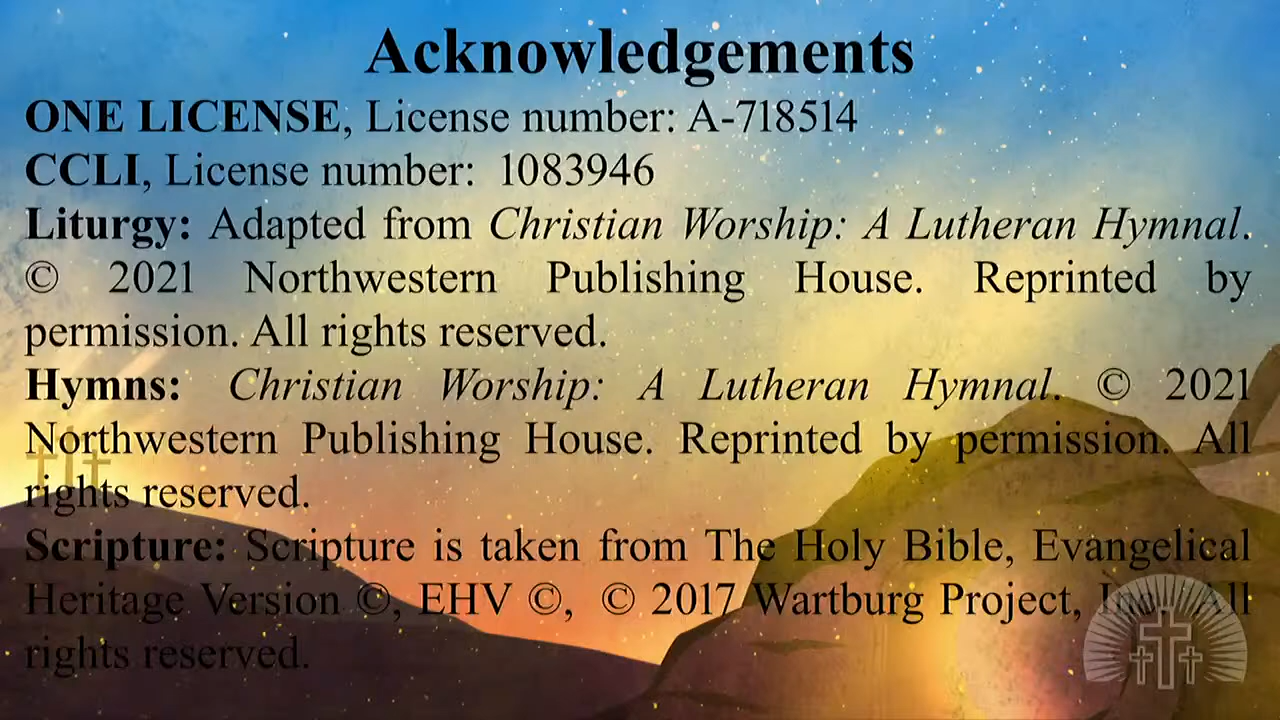 Acknowledgements
ONE LICENSE, License number: A-718514
CCLI, License number: 1083946
Liturgy: Adapted from Christian Worship: A Lutheran Hymnal.
© 2021 Northwestern Publishing House. Reprinted by
permission. All rights reserved.
Hymns: Christian Worship: A Lutheran Hymnal. © 2021
Northwestern Publishing House. Reprinted by permission. All
rights reserved.
Scripture: Scripture is taken from The Holy Bible, Evangelical
Heritage Version ©, EHV ©, © 2017 Wartburg Project, Inc. All
rights reserved.